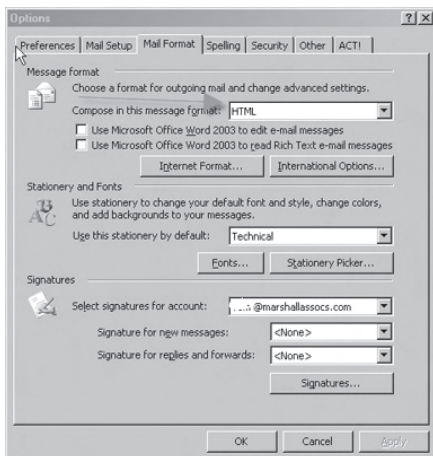 Options
Preferences Mail Setup Mail Format Spelling Security Other ACT!
Message format
Choose a format for outgoing mail and change advanced settings.
Compose in this message format: HTML
Use Microsoft Office Word 2003 to edit e-mail messages
Use Microsoft Office Word 2003 to read Rich Text e-mail messages
Internet Format... International Options...
Stationery and Fonts
Use stationery to change your default font and style, change colors,
and add backgrounds to your messages.
Use this stationery by default: Technical
Fonts... Stationery Picker...
Signatures
Select signatures for account: @marshallassocs.com
Signature for new messages: <None>
Signature for replies and forwards: <None>
Signatures...
OK Cancel Apply